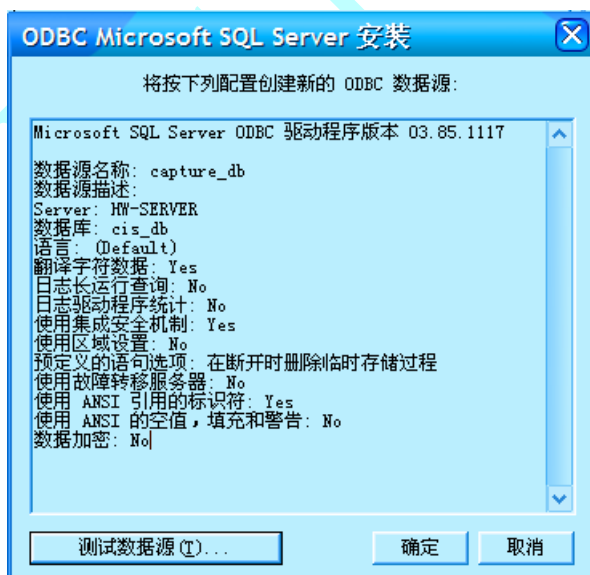 ODBC Microsoft SQL Server 安装
将按下列配置创建新的 ODBC 数据源:
Microsoft SQL Server ODBC 驱动程序版本 03.85.1117
数据源名称: capture_db
数据源描述:
Server: HW-SERVER
数据库: cis_db
语言: (Default)
翻译字符数据: Yes
日志长运行查询: No
日志驱动程序统计: No
使用集成安全机制: Yes
使用区域设置: No
预定义的语句选项: 在断开时删除临时存储过程
使用故障转移服务器: No
使用 ANSI 引用的标识符: Yes
使用 ANSI 的空值,填充和警告: No
数据加密: No
测试数据源(T)... 确定 取消